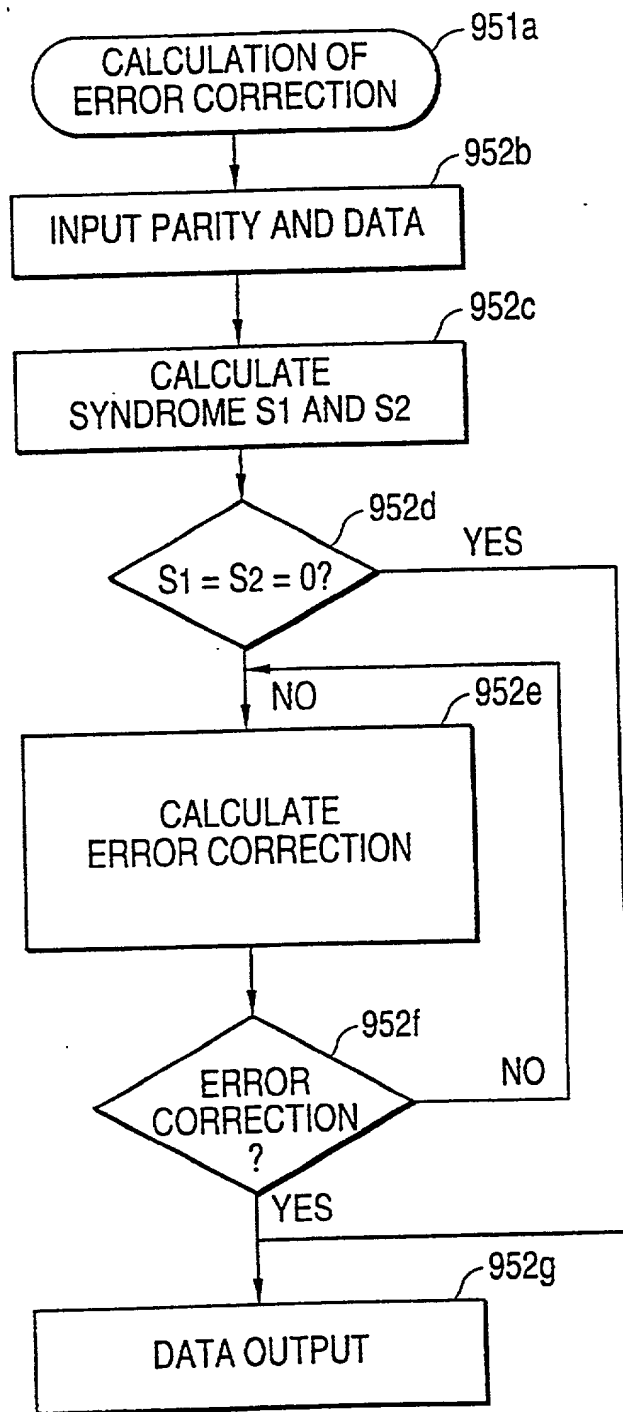 951a
CALCULATION OF
ERROR CORRECTION
952b
INPUT PARITY AND DATA
952c
CALCULATE
SYNDROME S1 AND S2
952d
YES
S1 = S2 = 0?
NO
952e
CALCULATE
ERROR CORRECTION
952f
ERROR
CORRECTION
?
NO
YES
952g
DATA OUTPUT